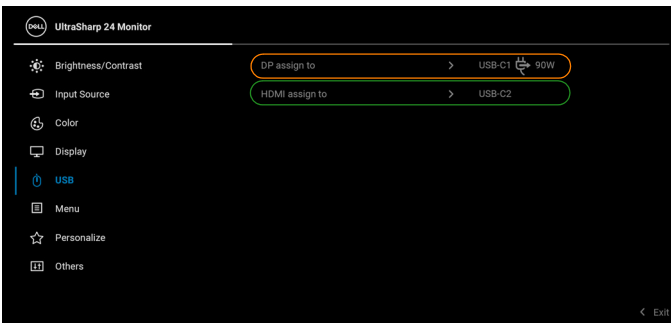 DELL UltraSharp 24 Monitor
Brightness/Contrast
DP assign to > USB-C1 90W
Input Source
HDMI assign to > USB-C2
Color
Display
USB
Menu
Personalize
Others
< Exit